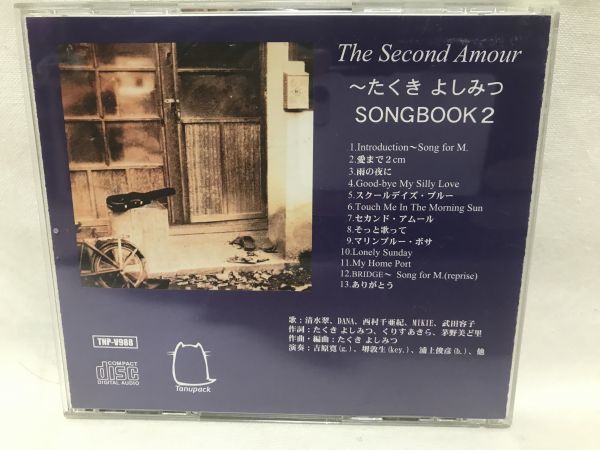 The Second Amour
～たくき よしみつ
SONGBOOK2
1.Introduction～Song for M.
2.愛まで2cm
3.雨の夜に
4.Good-bye My Silly Love
5.スクールデイズ・ブルー
6.Touch Me In The Morning Sun
7.セカンド・アムール
8.そっと歌って
9.マリンブルー・ボサ
10.Lonely Sunday
11.My Home Port
12.BRIDGE～ Song for M.(reprise)
13.ありがとう
歌：清水翠、DANA、西村千亜紀、MIKIE、武田容子
作詞：たくき よしみつ、くりすあきら、茅野美ど里
作曲・編曲：たくき よしみつ
演奏：吉原寛(g.)、堺敦生(key.)、浦上俊彦(b.)、他
TNP-V988
COMPACT
disc
DIGITAL AUDIO
Tanupack